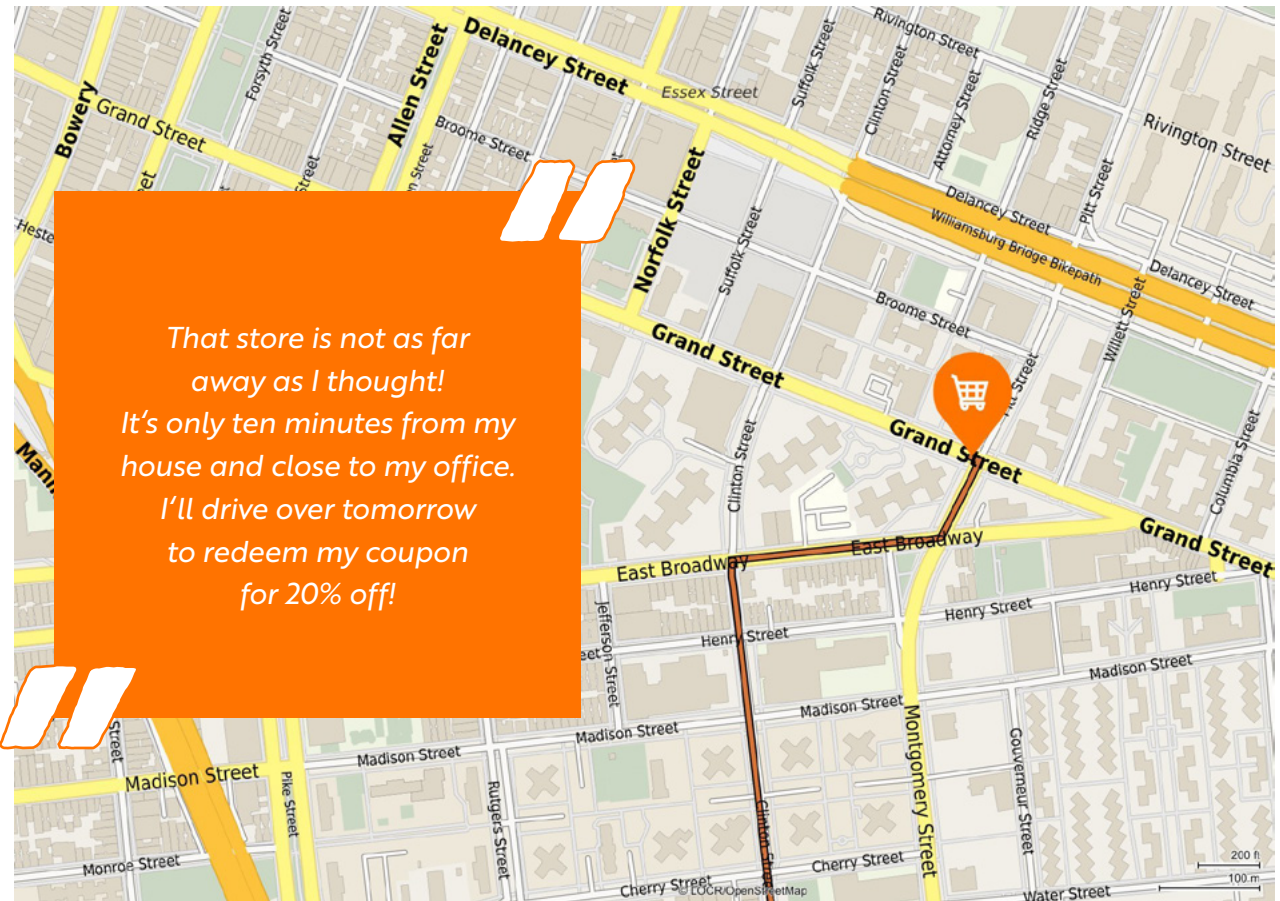 Rivington Street
Delancey Street
Forsyth Street
Suffolk Street
Clinton Street
Essex Street
Ridge Street
Attorney Street
Allen Street
Bowery
Grand Street
Broome Street
Rivington Street
Norfolk Street
Suffolk Street
Pitt Street
Delancey Street
Williamsburg Bridge Bikepath
Delancey Street
Broome Street
Willett Street
Grand Street
That store is not as far
away as I thought!
It's only ten minutes from my
house and close to my office.
I'll drive over tomorrow
to redeem my coupon
for 20% off!
Grand Street
Clinton Street
Columbia Street
Grand Street
East Broadway
East Broadway
Henry Street
Jefferson Street
Henry Street
Henry Street
Madison Street
Madison Street
Madison Street
Madison Street
Madison Street
Street
Pike Street
Rutgers Street
Clinton Street
Montgomery Street
Gouverneur Street
Monroe Street
Cherry Street
Cherry Street
Water Street
200 ft
100 m
© LOCR/OpenStreetMap